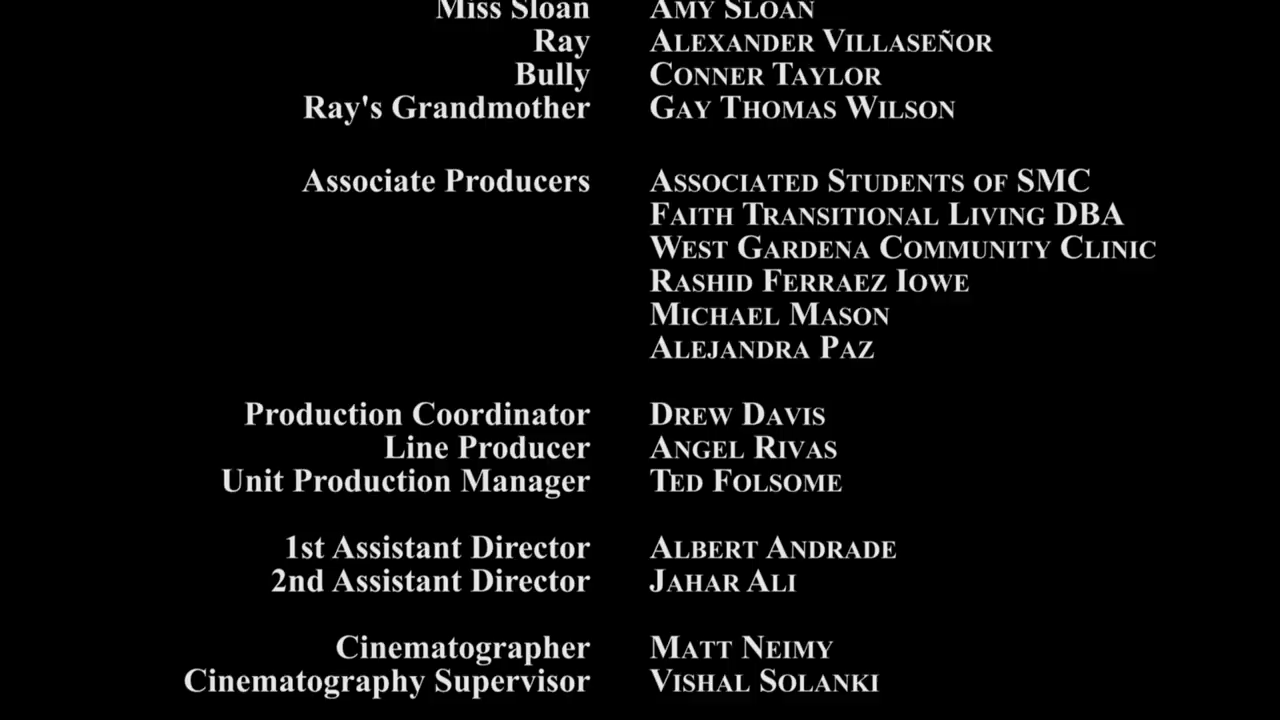 Miss Sloan AMY SLOAN
Ray ALEXANDER VILLASEÑOR
Bully CONNER TAYLOR
Ray's Grandmother GAY THOMAS WILSON
Associate Producers ASSOCIATED STUDENTS OF SMC
FAITH TRANSITIONAL LIVING DBA
WEST GARDENA COMMUNITY CLINIC
RASHID FERRAEZ IOWE
MICHAEL MASON
ALEJANDRA PAZ
Production Coordinator DREW DAVIS
Line Producer ANGEL RIVAS
Unit Production Manager TED FOLSOME
1st Assistant Director ALBERT ANDRADE
2nd Assistant Director JAHAR ALI
Cinematographer MATT NEIMY
Cinematography Supervisor VISHAL SOLANKI